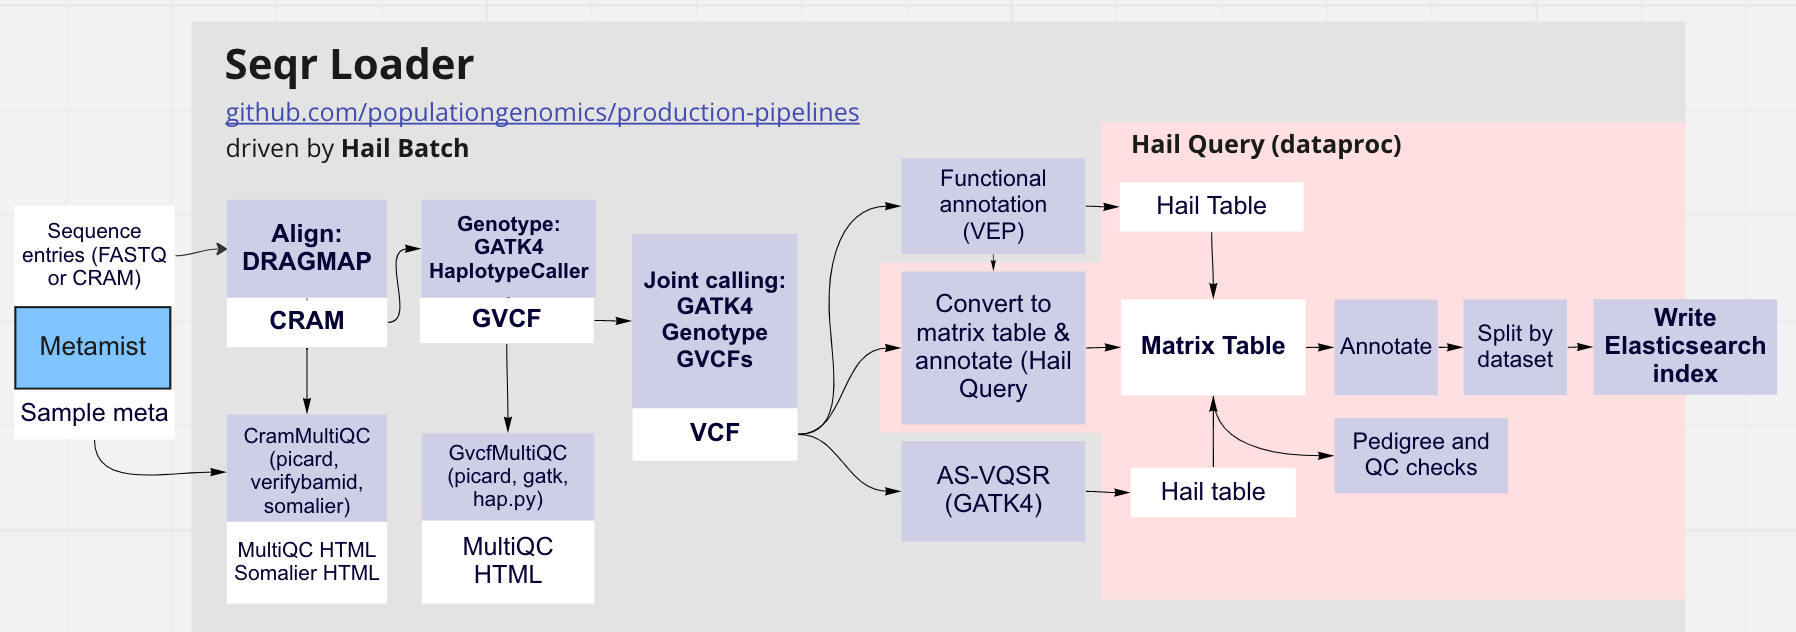 Seqr Loader
github.com/populationgenomics/production-pipelines
driven by Hail Batch
Sequence
entries (FASTQ
or CRAM)
Metamist
Sample meta
Align:
DRAGMAP
CRAM
CramMultiQC
(picard,
verifybamid,
somalier)
MultiQC HTML
Somalier HTML
Genotype:
GATK4
HaplotypeCaller
GVCF
GvcfMultiQC
(picard, gatk,
hap.py)
MultiQC
HTML
Joint calling:
GATK4
Genotype
GVCFs
VCF
Functional
annotation
(VEP)
Convert to
matrix table &
annotate (Hail
Query
AS-VQSR
(GATK4)
Hail Query (dataproc)
Hail Table
Matrix Table
Hail table
Annotate
Split by
dataset
Write
Elasticsearch
index
Pedigree and
QC checks